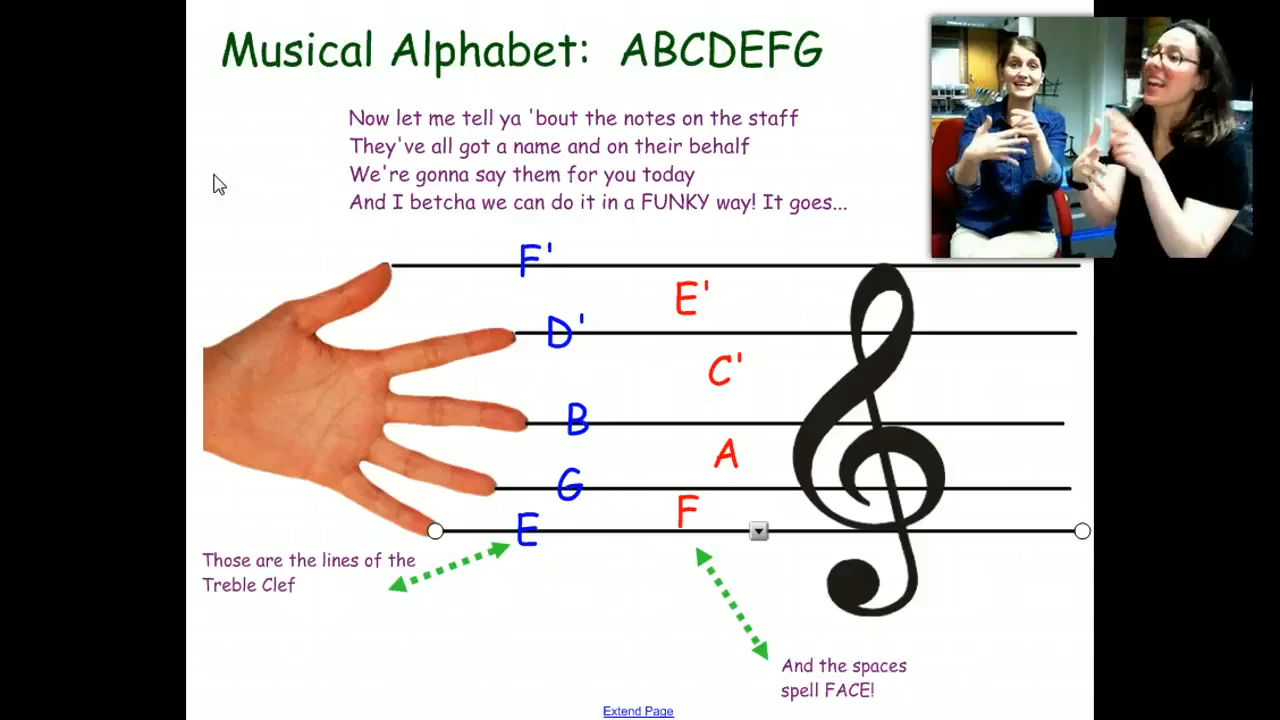 Musical Alphabet: ABCDEFG
Now let me tell ya 'bout the notes on the staff
They've all got a name and on their behalf
We're gonna say them for you today
And I betcha we can do it in a FUNKY way! It goes...
F'
E'
D'
C'
B
A
G
F
E
Those are the lines of the
Treble Clef
And the spaces
spell FACE!
Extend Page